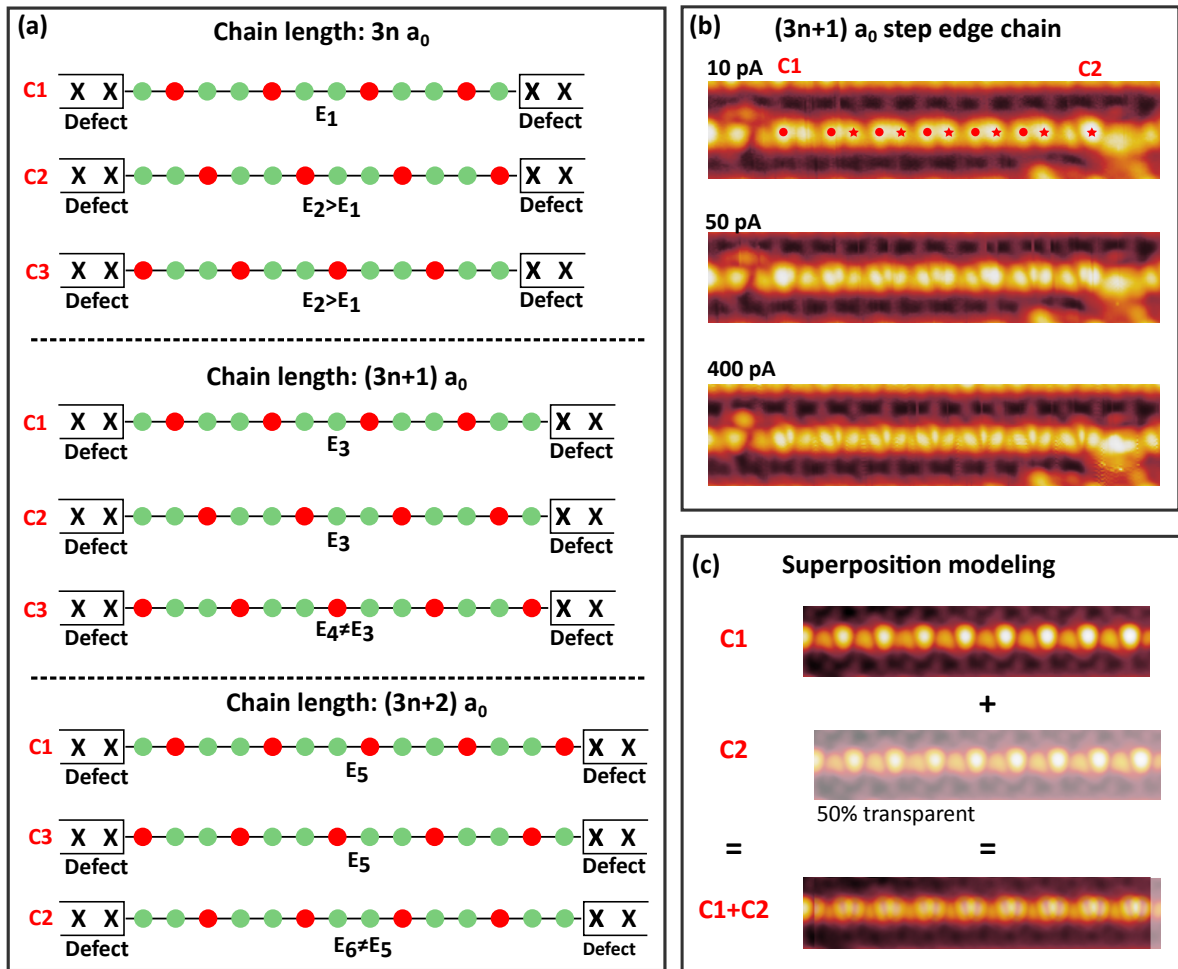 (a)
Chain length: 3n a₀
C1
X X
X X
Defect
E₁
Defect
C2
X X
X X
Defect
E₂>E₁
Defect
C3
X X
X X
Defect
E₂>E₁
Defect
Chain length: (3n+1) a₀
C1
X X
X X
Defect
E₃
Defect
C2
X X
X X
Defect
E₃
Defect
C3
X X
X X
Defect
E₄≠E₃
Defect
Chain length: (3n+2) a₀
C1
X X
X X
Defect
E₅
Defect
C3
X X
X X
Defect
E₅
Defect
C2
X X
X X
Defect
E₆≠E₅
Defect
(b)
(3n+1) a₀ step edge chain
10 pA
C1
C2
50 pA
400 pA
(c)
Superposition modeling
C1
+
C2
50% transparent
= =
C1+C2